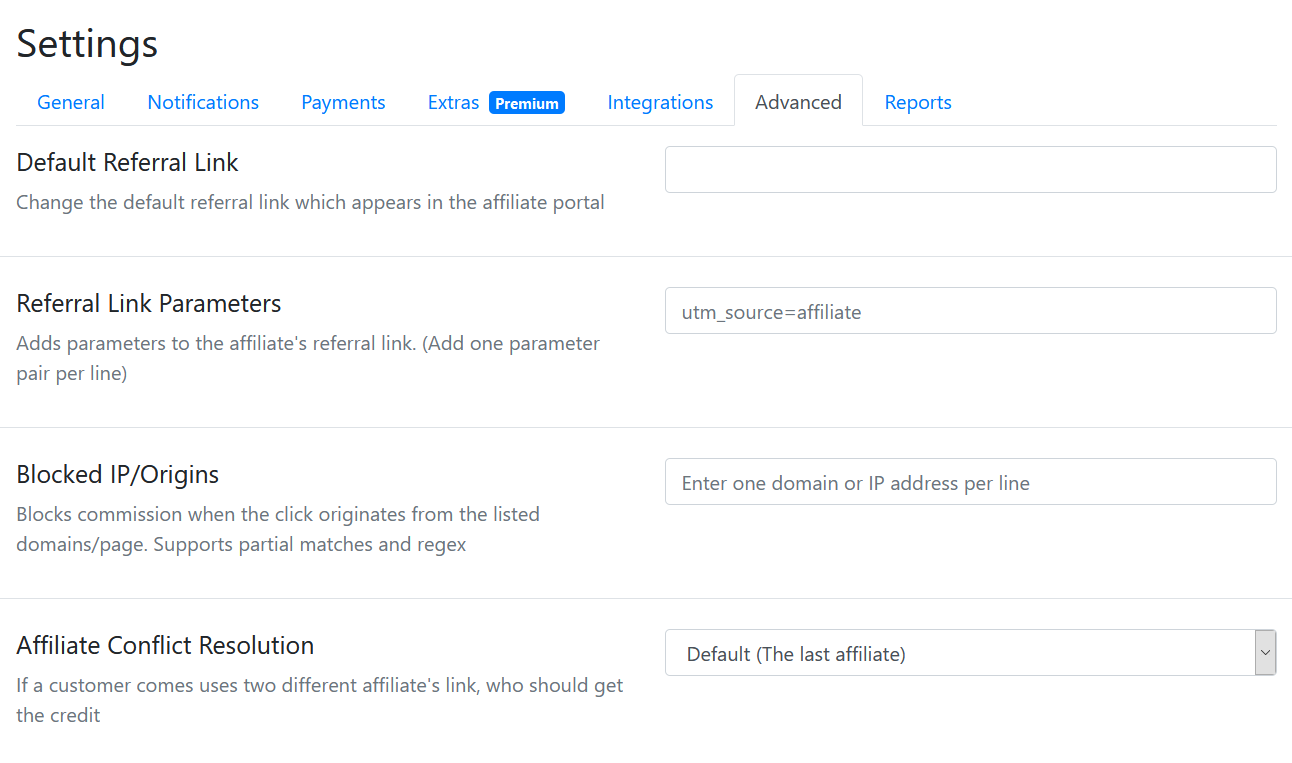 Settings
General Notifications Payments Extras Premium Integrations Advanced Reports
Default Referral Link
Change the default referral link which appears in the affiliate portal
Referral Link Parameters
utm_source=affiliate
Adds parameters to the affiliate's referral link. (Add one parameter
pair per line)
Blocked IP/Origins
Enter one domain or IP address per line
Blocks commission when the click originates from the listed
domains/page. Supports partial matches and regex
Affiliate Conflict Resolution
Default (The last affiliate)
If a customer comes uses two different affiliate's link, who should get
the credit